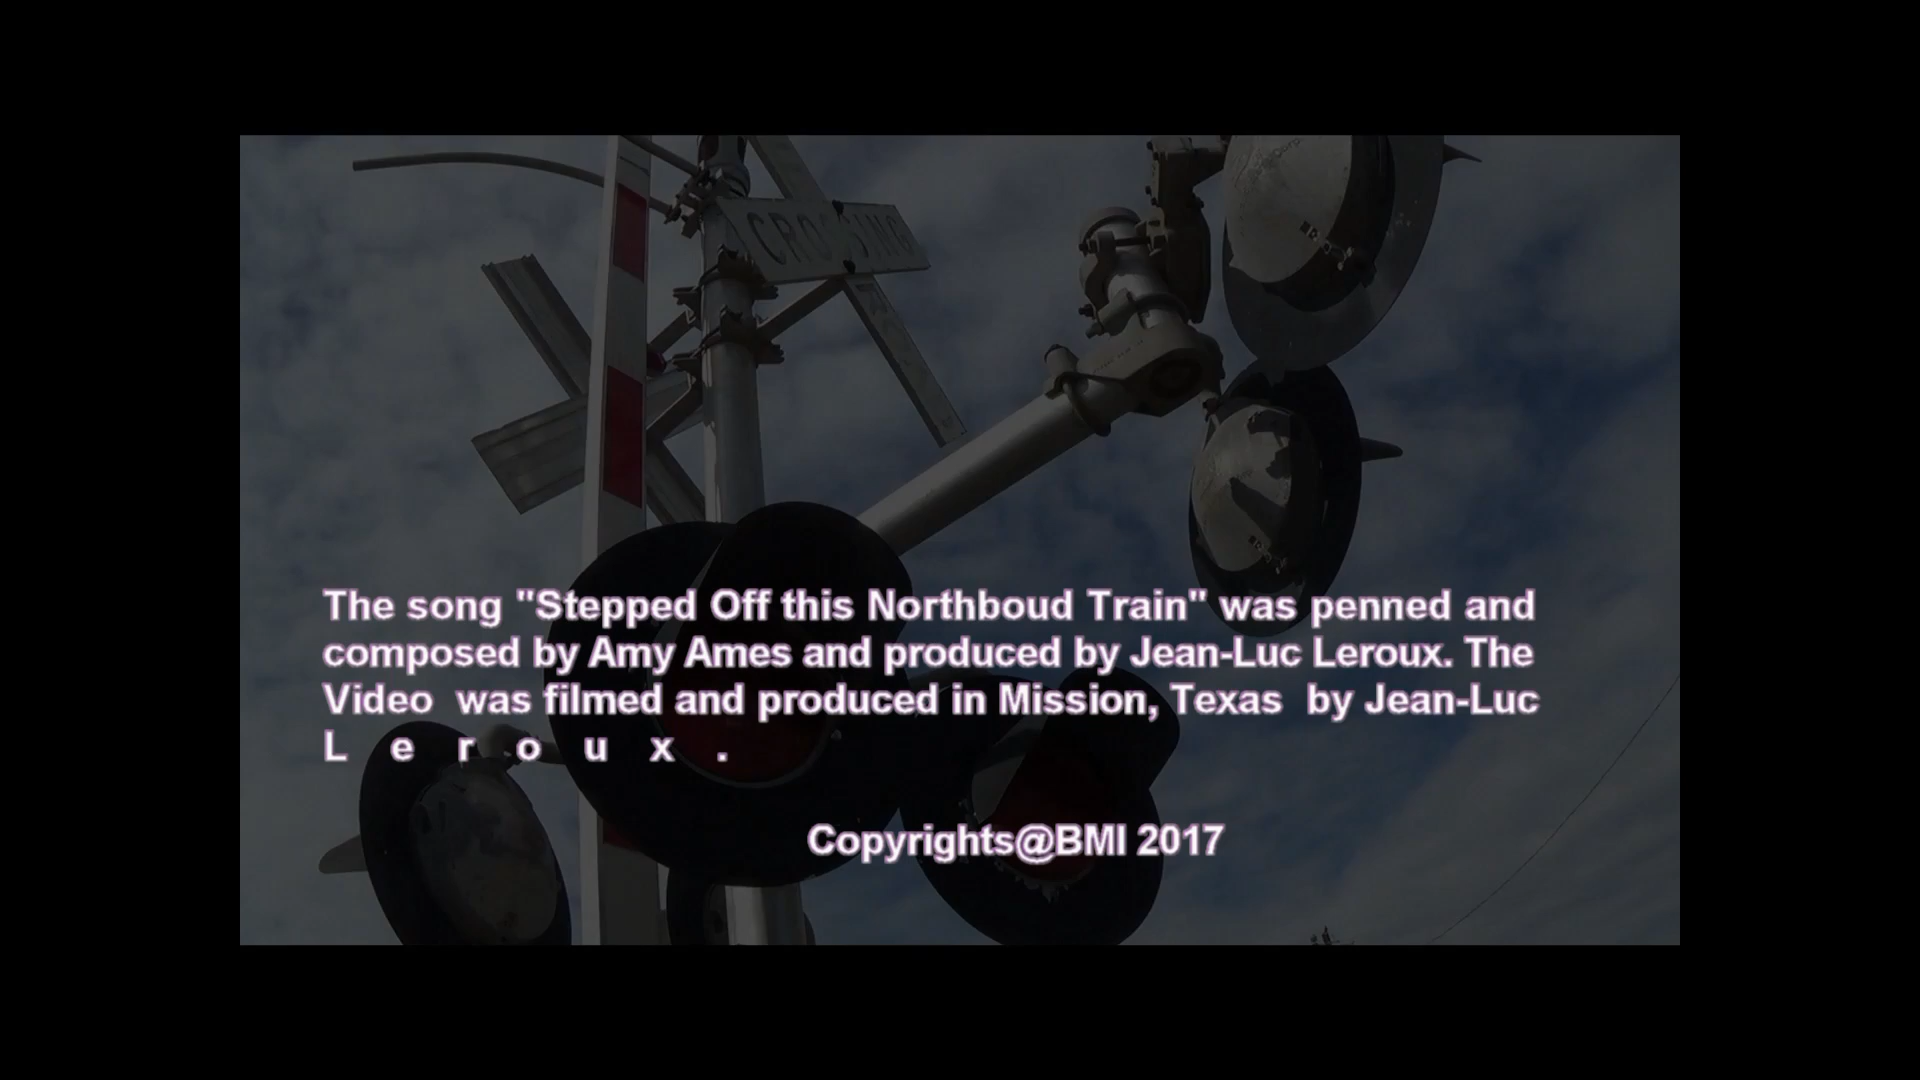 CROSSING
The song "Stepped Off this Northboud Train" was penned and
composed by Amy Ames and produced by Jean-Luc Leroux. The
Video was filmed and produced in Mission, Texas by Jean-Luc
L e r o u x .
Copyrights@BMI 2017